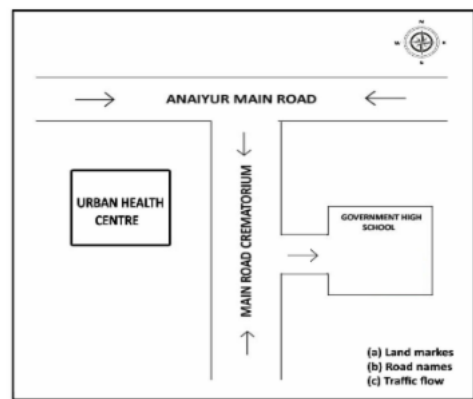 N
ANAIYUR MAIN ROAD
URBAN HEALTH
CENTRE
MAIN ROAD CREMATORIUM
GOVERNMENT HIGH
SCHOOL
(a) Land markes
(b) Road names
(c) Traffic flow